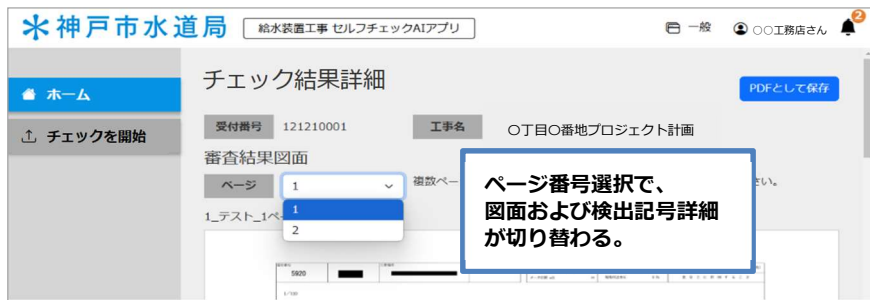 神戸市水道局 給水装置工事 セルフチェックAIアプリ 一般 〇〇工務店さん 2
ホーム
チェックを開始
チェック結果詳細
PDFとして保存
受付番号 121210001 工事名 〇丁目〇番地プロジェクト計画
審査結果図面
ページ 1 複数ペー さい。
1
2
1_テスト_1ペ
ページ番号選択で、
図面および検出記号詳細
が切り替わる。
5920